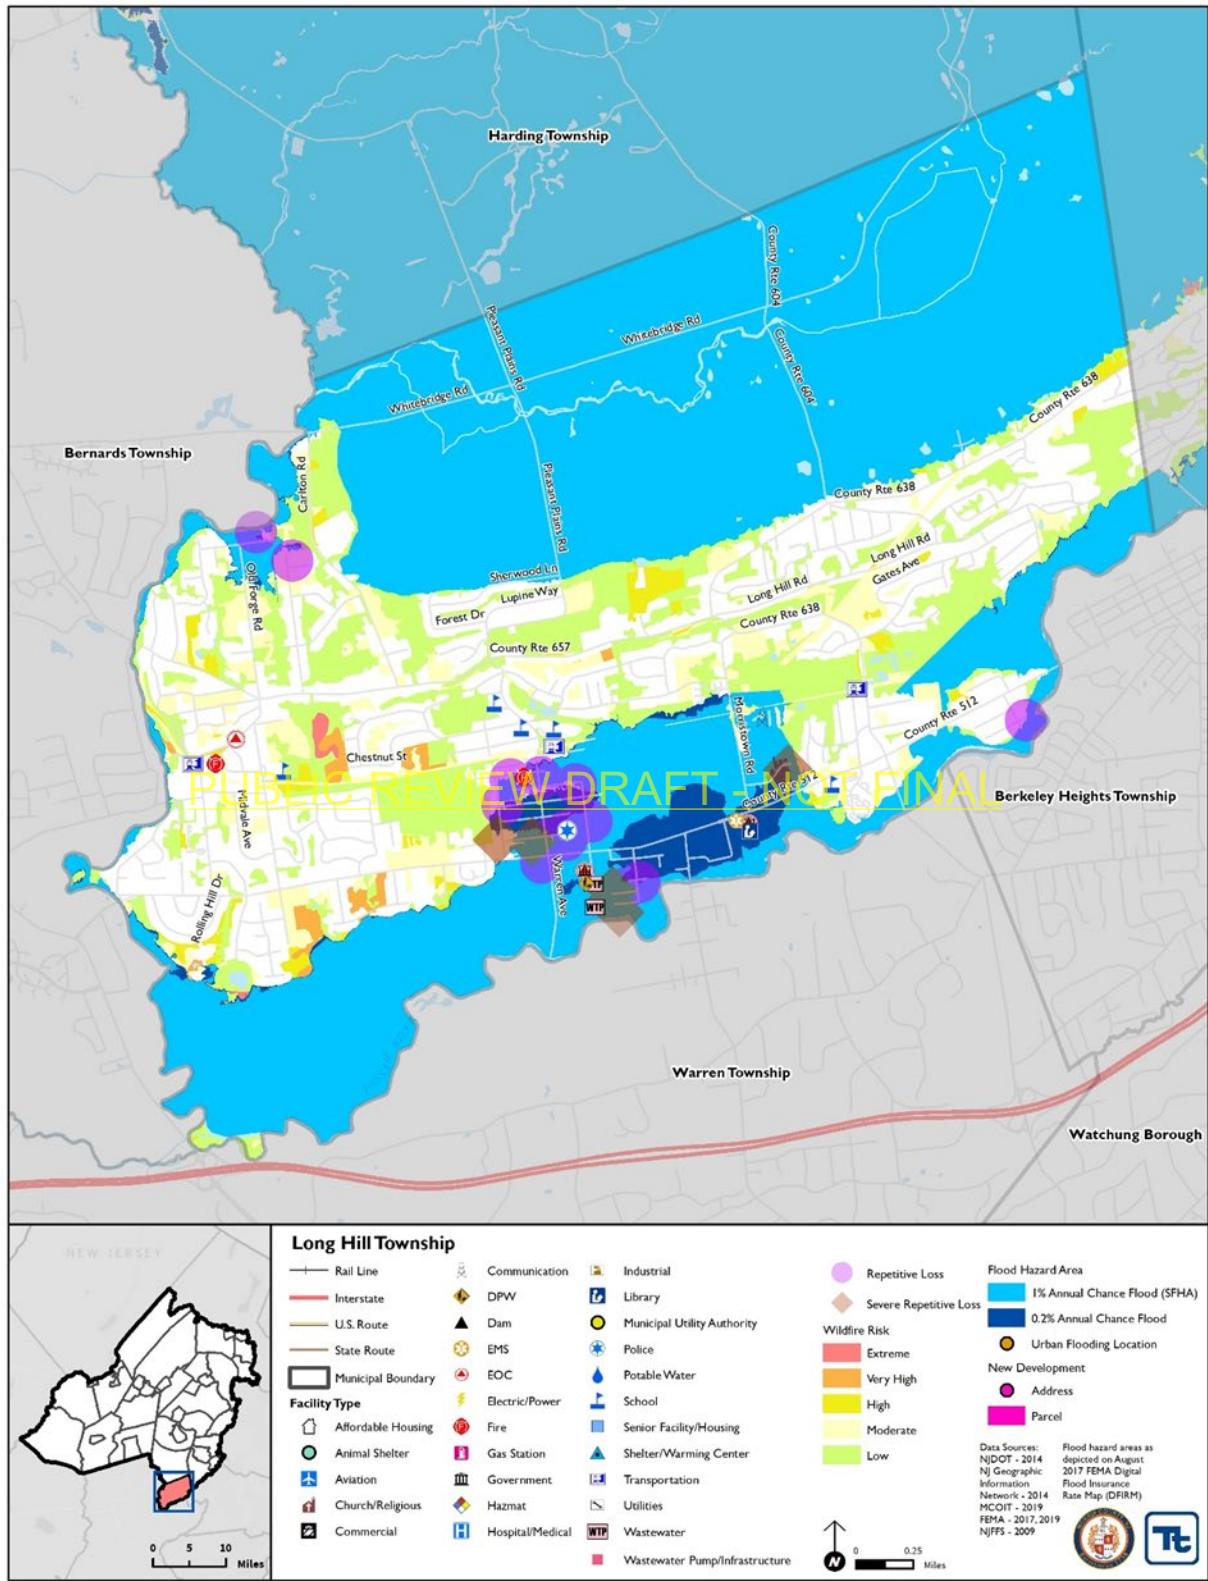 Harding Township
County Rte 604
Pleasant Plains Rd
Whitebridge Rd
County Rte 604
Whitebridge Rd
County Rte 638
Bernards Township
Carlton Rd
Pleasant Plains Rd
County Rte 638
Long Hill Rd
Sherwood Ln
Gates Ave
Old Forge Rd
Lupine Way
Long Hill Rd
Forest Dr
County Rte 638
County Rte 657
Morristown Rd
County Rte 512
Chestnut St
PUBLIC REVIEW DRAFT - NOT FINAL
Berkeley Heights Township
Midvale Ave
Warren Ave
WTP
WTP
Rolling Hill Dr
Warren Township
Watchung Borough
NEW JERSEY
0 5 10
Miles
Long Hill Township
Rail Line
Interstate
U.S. Route
State Route
Municipal Boundary
Facility Type
Affordable Housing
Animal Shelter
Aviation
Church/Religious
Commercial
Communication
DPW
Dam
EMS
EOC
Electric/Power
Fire
Gas Station
Government
Hazmat
Hospital/Medical
Industrial
Library
Municipal Utility Authority
Police
Potable Water
School
Senior Facility/Housing
Shelter/Warming Center
Transportation
Utilities
WTP Wastewater
Wastewater Pump/Infrastructure
Repetitive Loss
Severe Repetitive Loss
Wildfire Risk
Extreme
Very High
High
Moderate
Low
N
0 0.25
Miles
Flood Hazard Area
1% Annual Chance Flood (SFHA)
0.2% Annual Chance Flood
Urban Flooding Location
New Development
Address
Parcel
Data Sources:
NJDOT - 2014
NJ Geographic
Information
Network - 2014
MCOIT - 2019
FEMA - 2017, 2019
NJFFS - 2009
Flood hazard areas as
depicted on August
2017 FEMA Digital
Flood Insurance
Rate Map (DFIRM)
Tt